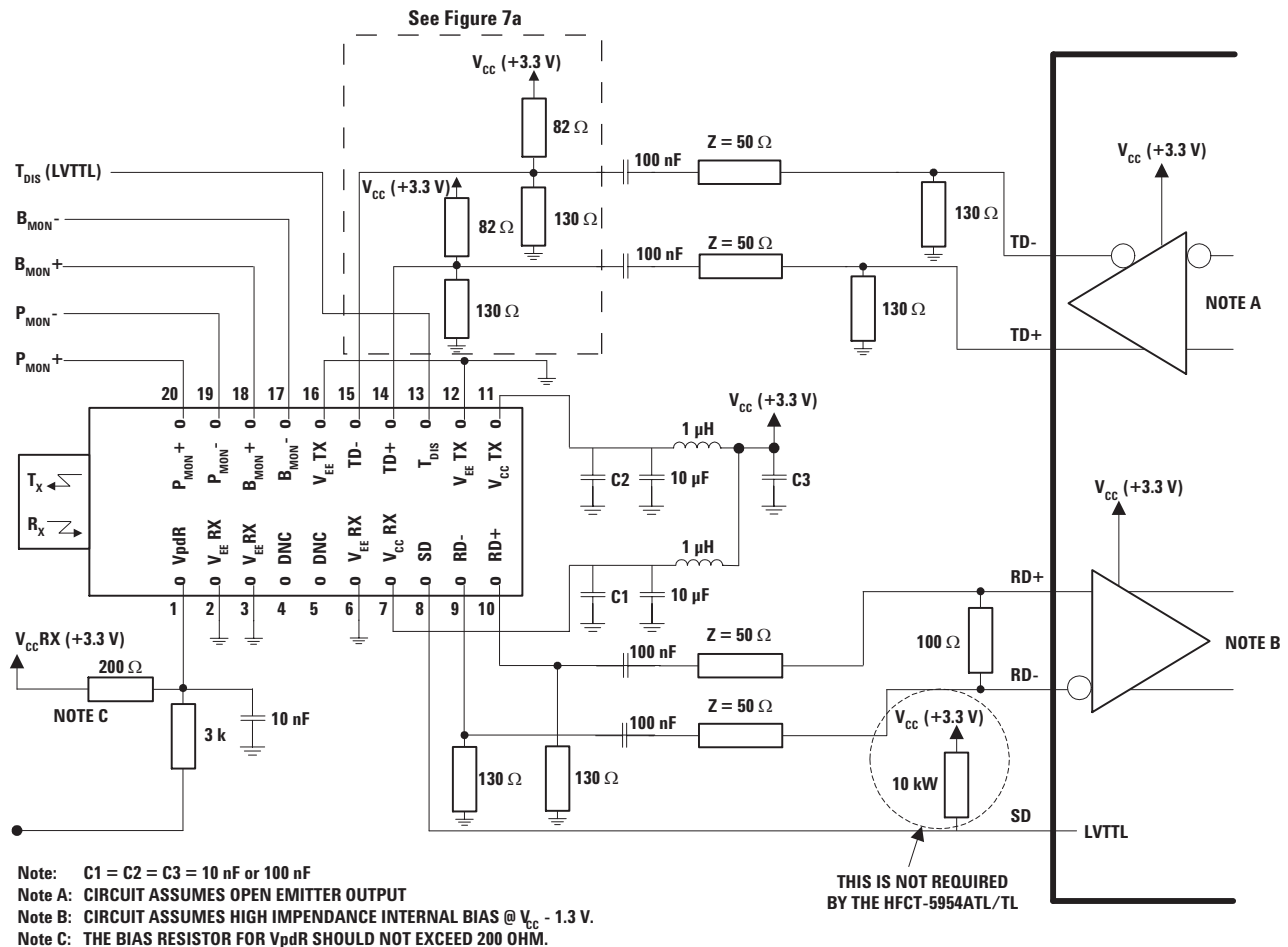 See Figure 7a
V_CC (+3.3 V)
82 Ω
130 Ω
V_CC (+3.3 V)
82 Ω
130 Ω
100 nF
Z = 50 Ω
130 Ω
100 nF
Z = 50 Ω
130 Ω
TD-
TD+
V_CC (+3.3 V)
NOTE A
T_DIS (LVTTL)
B_MON-
B_MON+
P_MON-
P_MON+
20 19 18 17 16 15 14 13 12 11
P_MON +
P_MON-
B_MON+
B_MON-
V_EE TX
TD-
TD+
T_DIS
V_EE TX
V_CC TX
T_X
R_X
VpdR
V_EE RX
V_EE RX
DNC
DNC
V_EE RX
V_CC RX
SD
RD-
RD+
1 2 3 4 5 6 7 8 9 10
V_CC (+3.3 V)
1 µH
C2
10 µF
C3
1 µH
C1
10 µF
V_CC (+3.3 V)
RD+
100 Ω
RD-
NOTE B
Z = 50 Ω
100 nF
Z = 50 Ω
100 nF
130 Ω
130 Ω
V_CC (+3.3 V)
10 kW
SD
LVTTL
V_CCRX (+3.3 V)
200 Ω
NOTE C
3 k
10 nF
THIS IS NOT REQUIRED
BY THE HFCT-5954ATL/TL
Note: C1 = C2 = C3 = 10 nF or 100 nF
Note A: CIRCUIT ASSUMES OPEN EMITTER OUTPUT
Note B: CIRCUIT ASSUMES HIGH IMPENDANCE INTERNAL BIAS @ V_CC - 1.3 V.
Note C: THE BIAS RESISTOR FOR VpdR SHOULD NOT EXCEED 200 OHM.